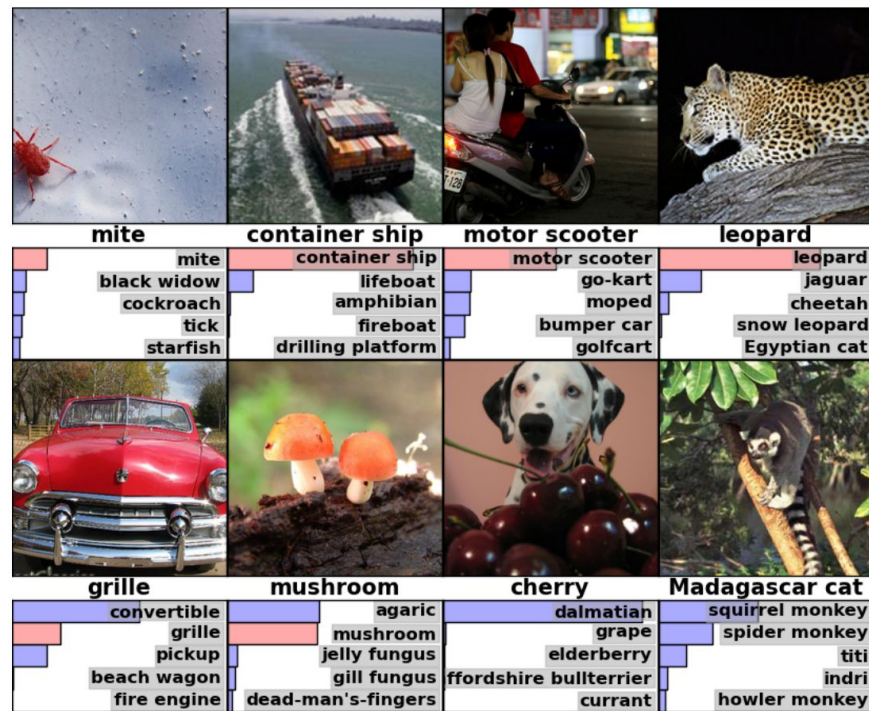 mite
container ship
motor scooter
leopard
mite
black widow
cockroach
tick
starfish
container ship
lifeboat
amphibian
fireboat
drilling platform
motor scooter
go-kart
moped
bumper car
golfcart
leopard
jaguar
cheetah
snow leopard
Egyptian cat
grille
mushroom
cherry
Madagascar cat
convertible
grille
pickup
beach wagon
fire engine
agaric
mushroom
jelly fungus
gill fungus
dead-man's-fingers
dalmatian
grape
elderberry
ffordshire bullterrier
currant
squirrel monkey
spider monkey
titi
indri
howler monkey